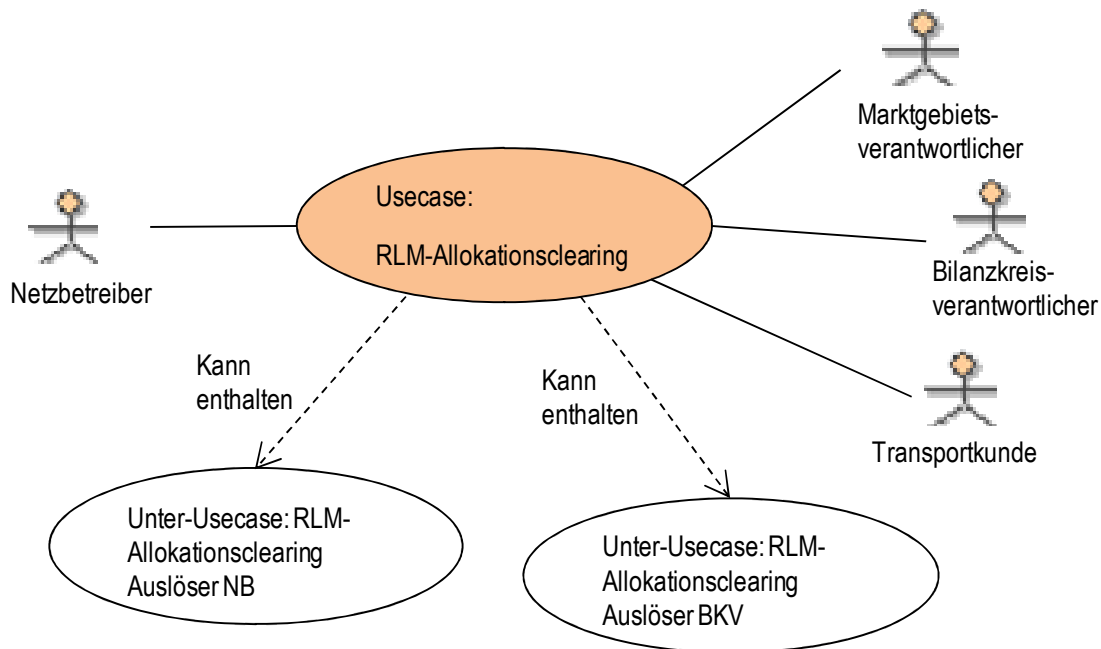 Marktgebiets-
verantwortlicher
Usecase:
RLM-Allokationsclearing
Netzbetreiber
Bilanzkreis-
verantwortlicher
Kann
enthalten
Kann
enthalten
Transportkunde
Unter-Usecase: RLM-
Allokationsclearing
Auslöser NB
Unter-Usecase: RLM-
Allokationsclearing
Auslöser BKV